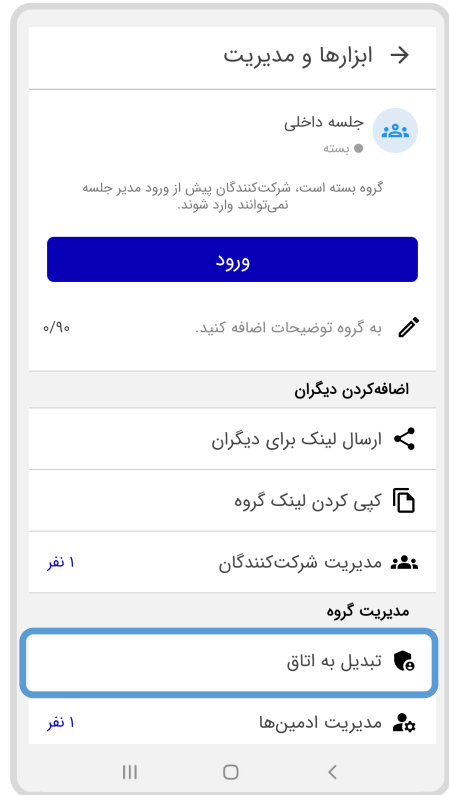 ابزارها و مدیریت
جلسه داخلی
بسته
گروه بسته است، شرکت‌کنندگان پیش از ورود مدیر جلسه
نمی‌توانند وارد شوند.
ورود
به گروه توضیحات اضافه کنید.
۰/۹۰
اضافه‌کردن دیگران
ارسال لینک برای دیگران
کپی کردن لینک گروه
مدیریت شرکت‌کنندگان
۱ نفر
مدیریت گروه
تبدیل به اتاق
مدیریت ادمین‌ها
۱ نفر